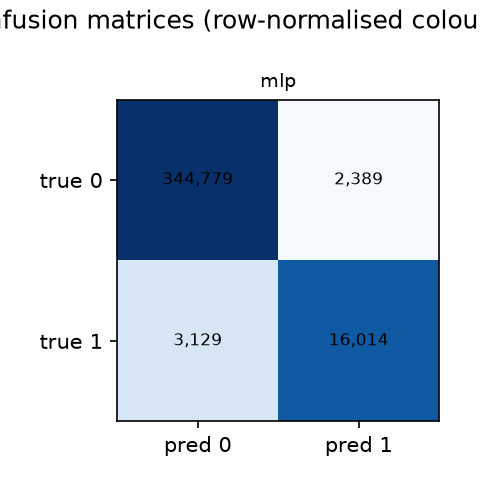 nfusion matrices (row-normalised colou
mlp
true 0
344,779 2,389
true 1
3,129 16,014
pred 0 pred 1